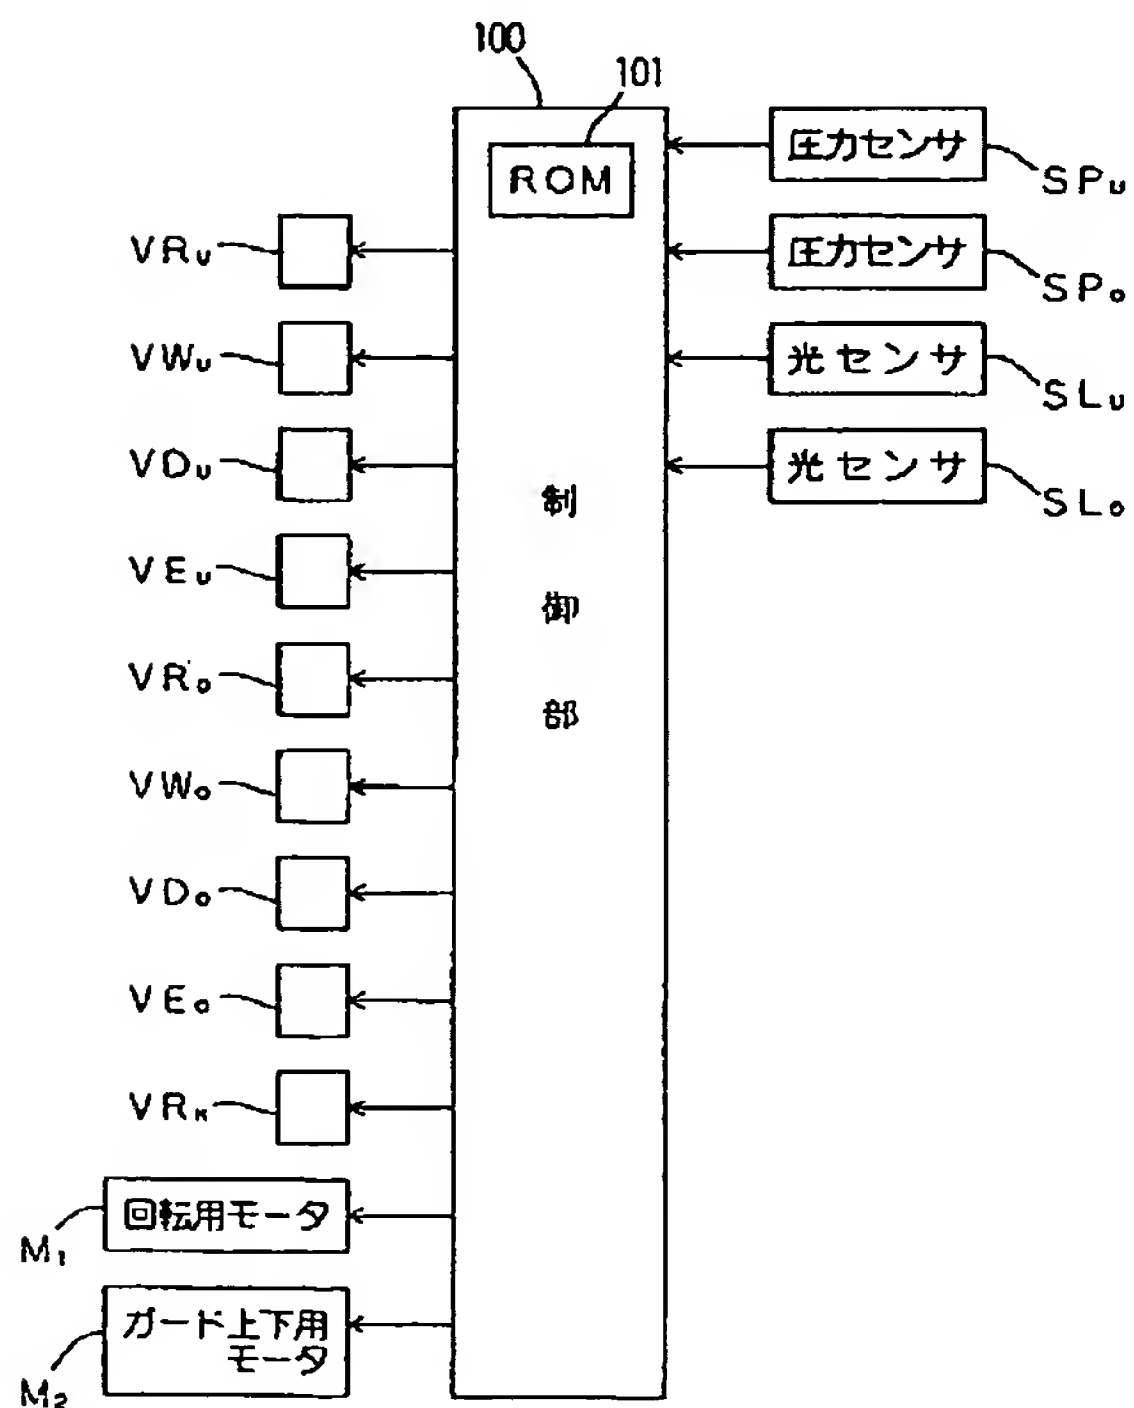 100
101
ROM
圧力センサ
SPu
圧力センサ
SPo
光センサ
SLu
光センサ
SLo
制御部
VRu
VWu
VDu
VEu
VRo
VWo
VDo
VEo
VRK
回転用モータ
M1
ガード上下用
モータ
M2